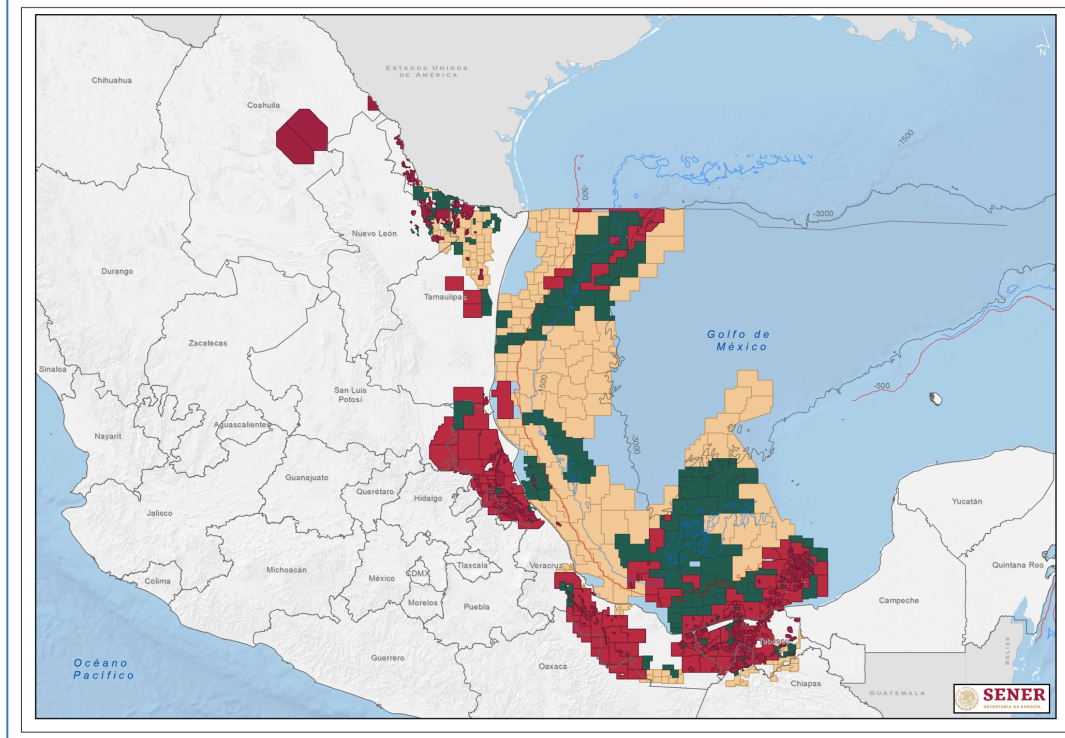 ESTADOS UNIDOS
DE AMÉRICA
N
Chihuahua
Coahuila
-1500
-500
-3000
Nuevo León
Durango
Tamaulipas
Golfo de
México
Zacatecas
Sinaloa
-500
-1500
San Luis
Potosí
Nayarit
Aguascalientes
-3000
Guanajuato
Querétaro
Hidalgo
Yucatán
Jalisco
Quintana Roo
Michoacán
México
CDMX
Tlaxcala
Veracruz
Colima
Morelos
Puebla
Campeche
Tabasco
Guerrero
Oaxaca
Océano
Pacífico
Chiapas
BELICE
GUATEMALA
SENER
SECRETARÍA DE ENERGÍA